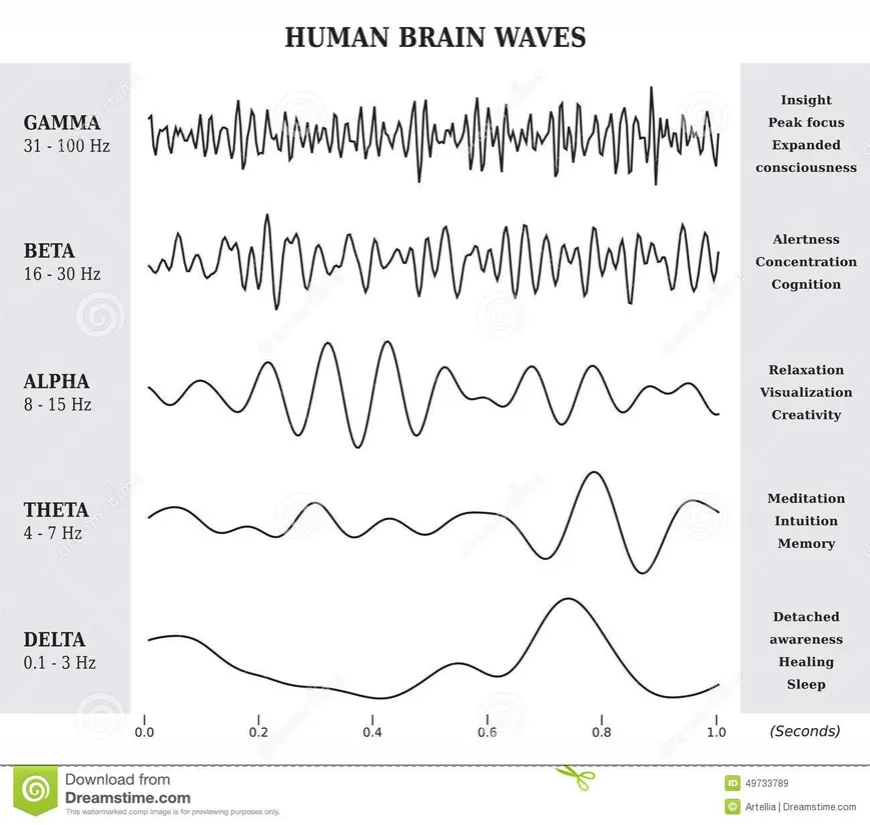 HUMAN BRAIN WAVES
GAMMA
31 - 100 Hz
Insight
Peak focus
Expanded
consciousness
BETA
16 - 30 Hz
Alertness
Concentration
Cognition
ALPHA
8 - 15 Hz
Relaxation
Visualization
Creativity
THETA
4 - 7 Hz
Meditation
Intuition
Memory
DELTA
0.1 - 3 Hz
Detached
awareness
Healing
Sleep
0.0 0.2 0.4 0.6 0.8 1.0 (Seconds)
Download from
Dreamstime.com
This watermarked comp image is for previewing purposes only.
ID 49733789
© Artellia | Dreamstime.com